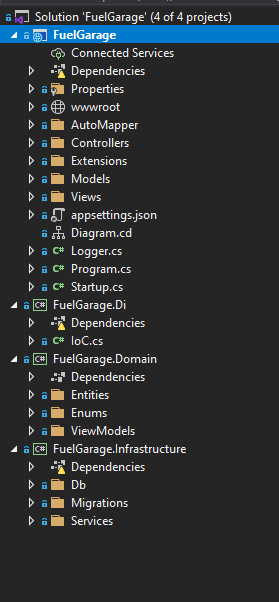 Solution 'FuelGarage' (4 of 4 projects)
FuelGarage
Connected Services
Dependencies
Properties
wwwroot
AutoMapper
Controllers
Extensions
Models
Views
appsettings.json
Diagram.cd
C# Logger.cs
C# Program.cs
C# Startup.cs
C# FuelGarage.Di
Dependencies
C# IoC.cs
C# FuelGarage.Domain
Dependencies
Entities
Enums
ViewModels
C# FuelGarage.Infrastructure
Dependencies
Db
Migrations
Services